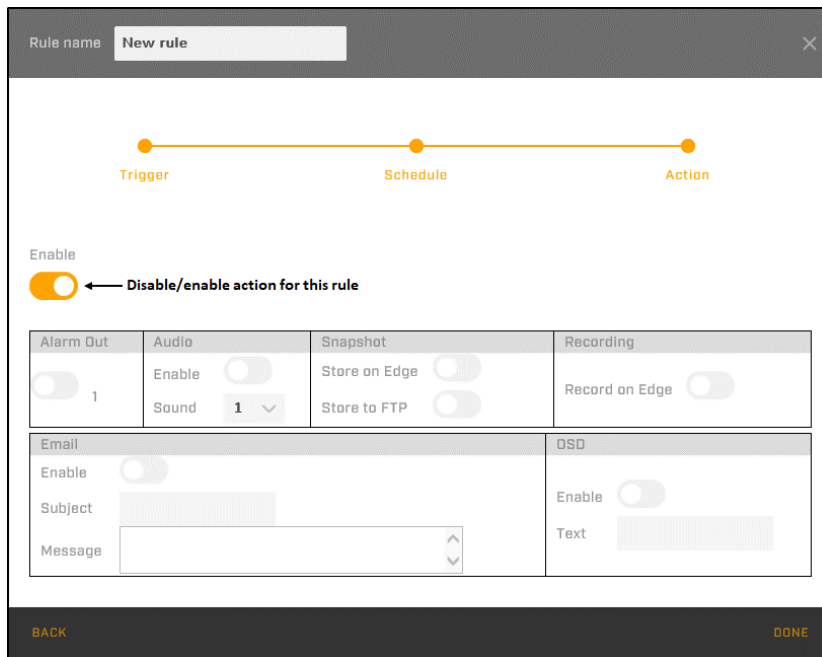 Rule name New rule
Trigger Schedule Action
Enable
Disable/enable action for this rule
Alarm Out Audio Snapshot Recording
Enable Store on Edge
1 Record on Edge
Sound 1 Store to FTP
Email OSD
Enable
Enable
Subject
Text
Message
BACK DONE